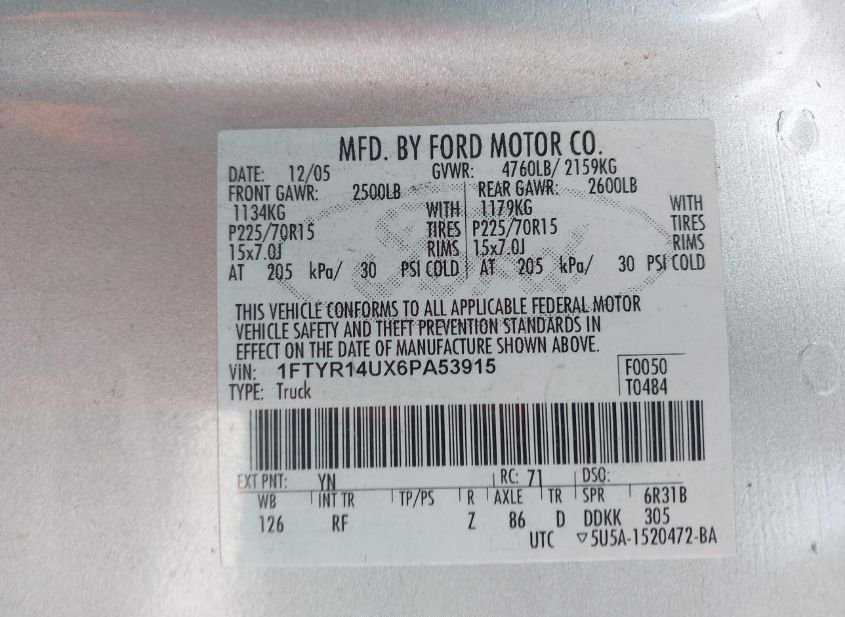 MFD. BY FORD MOTOR CO.
DATE: 12/05 GVWR: 4760LB/ 2159KG
FRONT GAWR: 2500LB REAR GAWR: 2600LB
1134KG WITH 1179KG WITH
P225/70R15 TIRES P225/70R15 TIRES
15x7.0J RIMS 15x7.0J RIMS
AT 205 kPa/ 30 PSI COLD AT 205 kPa/ 30 PSI COLD
THIS VEHICLE CONFORMS TO ALL APPLICABLE FEDERAL MOTOR
VEHICLE SAFETY AND THEFT PREVENTION STANDARDS IN
EFFECT ON THE DATE OF MANUFACTURE SHOWN ABOVE.
VIN: 1FTYR14UX6PA53915 F0050
TYPE: Truck T0484
EXT PNT: YN RC: 71 DSO:
WB INT TR TP/PS R AXLE TR SPR 6R31B
126 RF Z 86 D DDKK 305
UTC ▽5U5A-1520472-BA